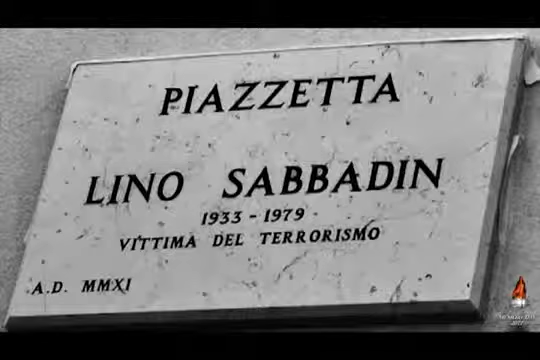 PIAZZETTA
LINO SABBADIN
1933 - 1979
VITTIMA DEL TERRORISMO
A.D. MMXI